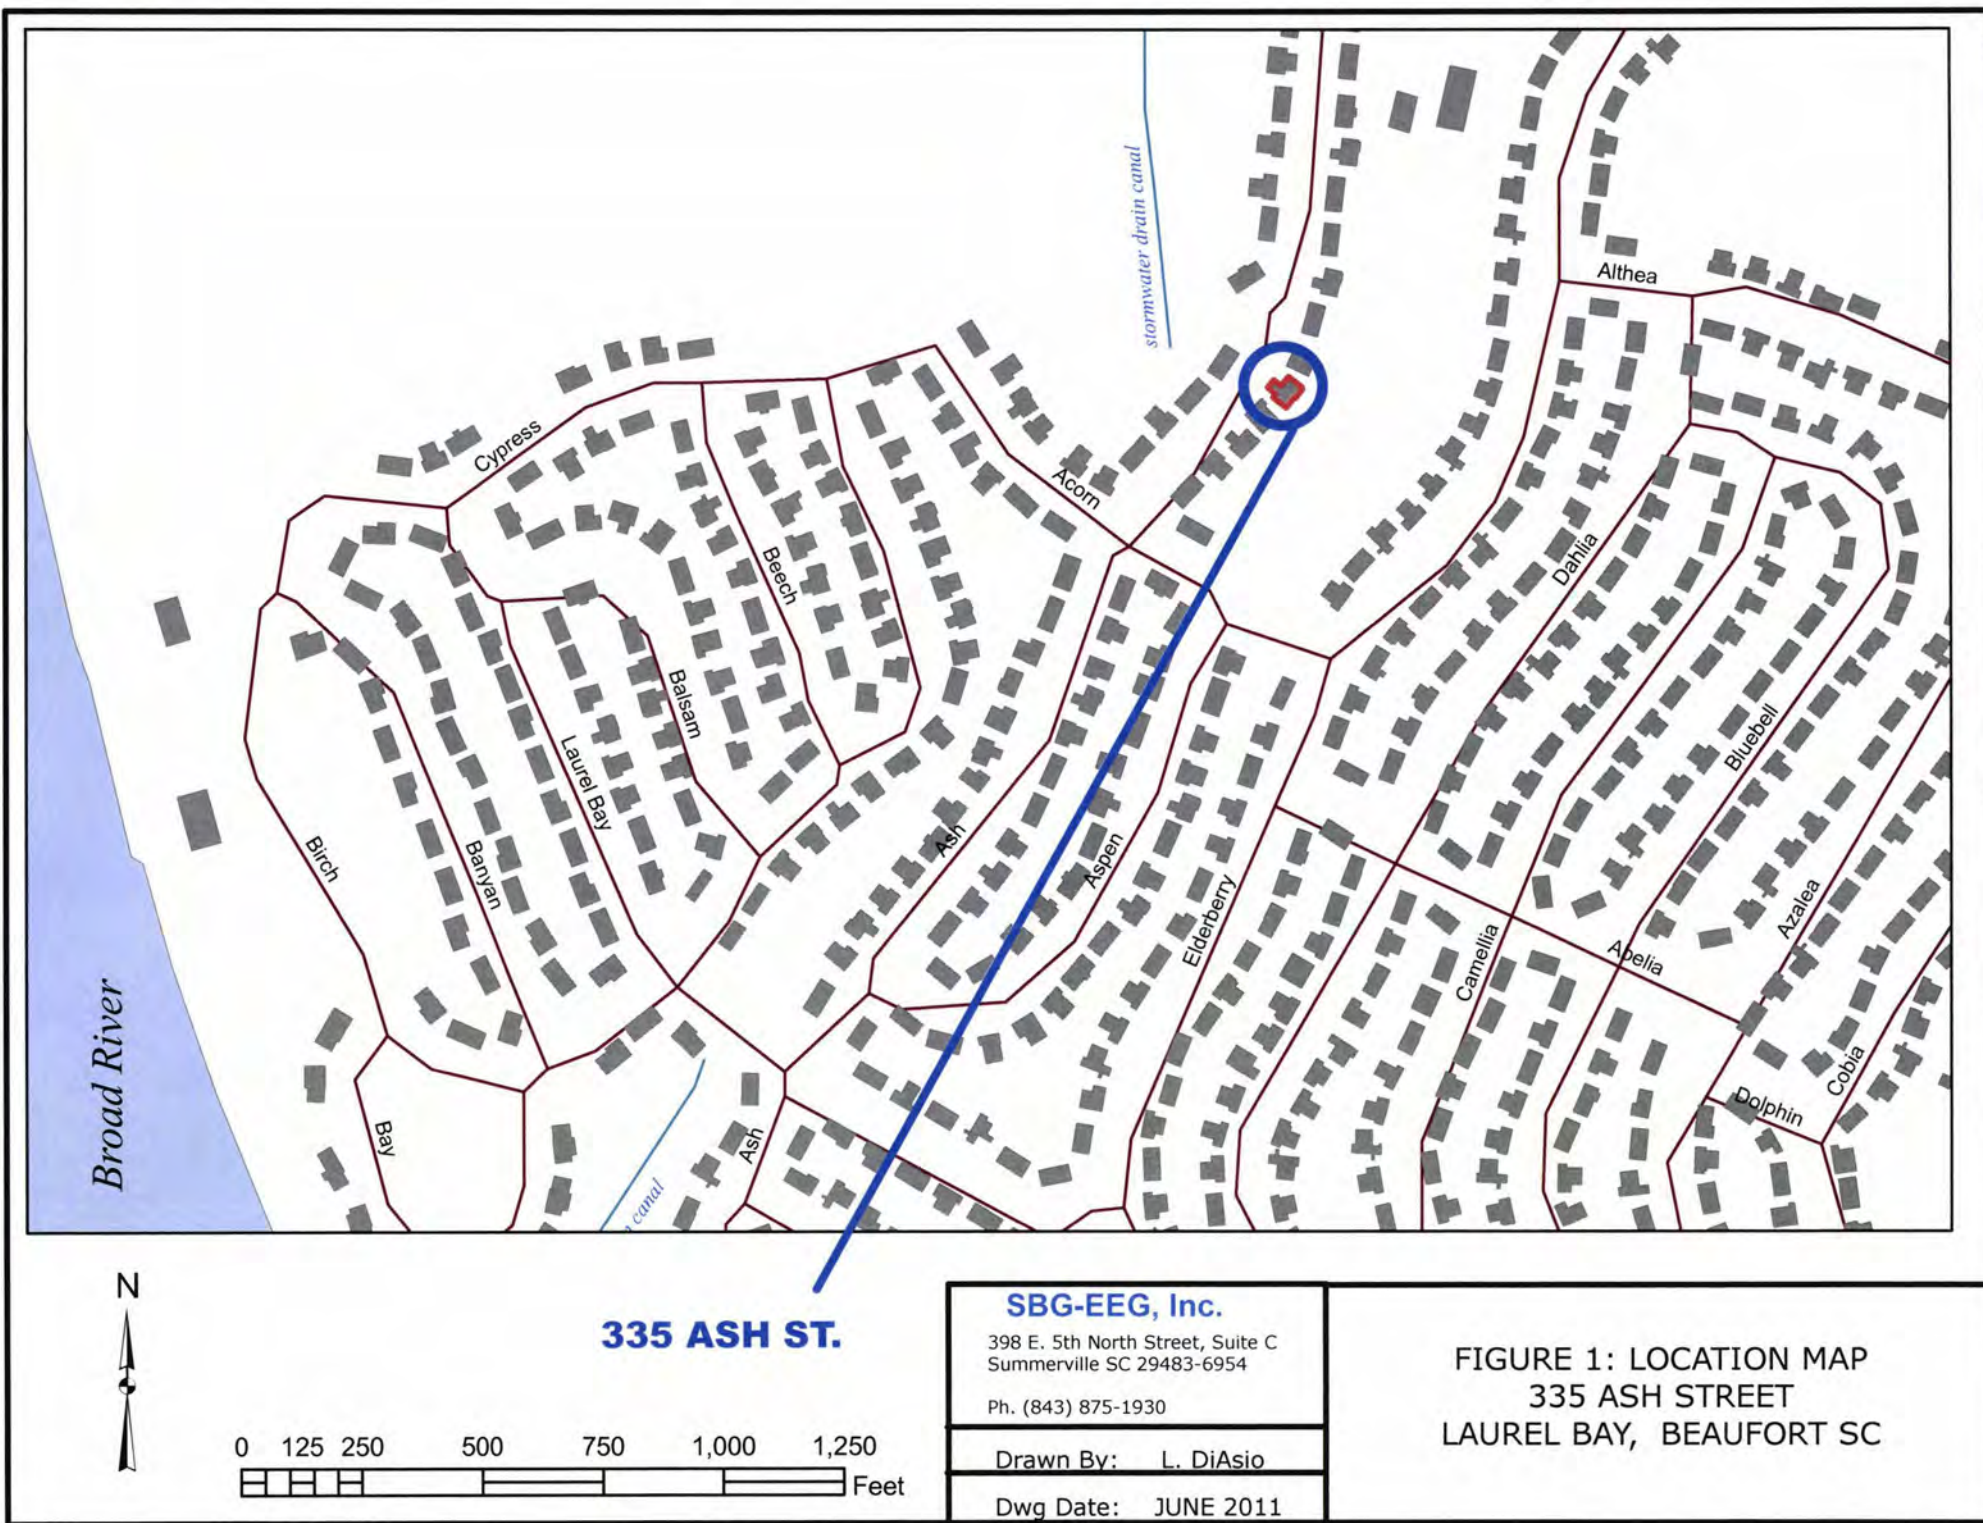 stormwater drain canal
Althea
Cypress
Acorn
Beech
Dahlia
Balsam
Laurel Bay
Bluebell
Birch
Banyan
Ash
Aspen
Elderberry
Azalea
Camellia
Abelia
Broad River
Cobia
Dolphin
Bay
Ash
canal
N
335 ASH ST.
0 125 250 500 750 1,000 1,250
Feet
SBG-EEG, Inc.
398 E. 5th North Street, Suite C
Summerville SC 29483-6954
Ph. (843) 875-1930
Drawn By: L. DiAsio
Dwg Date: JUNE 2011
FIGURE 1: LOCATION MAP
335 ASH STREET
LAUREL BAY, BEAUFORT SC